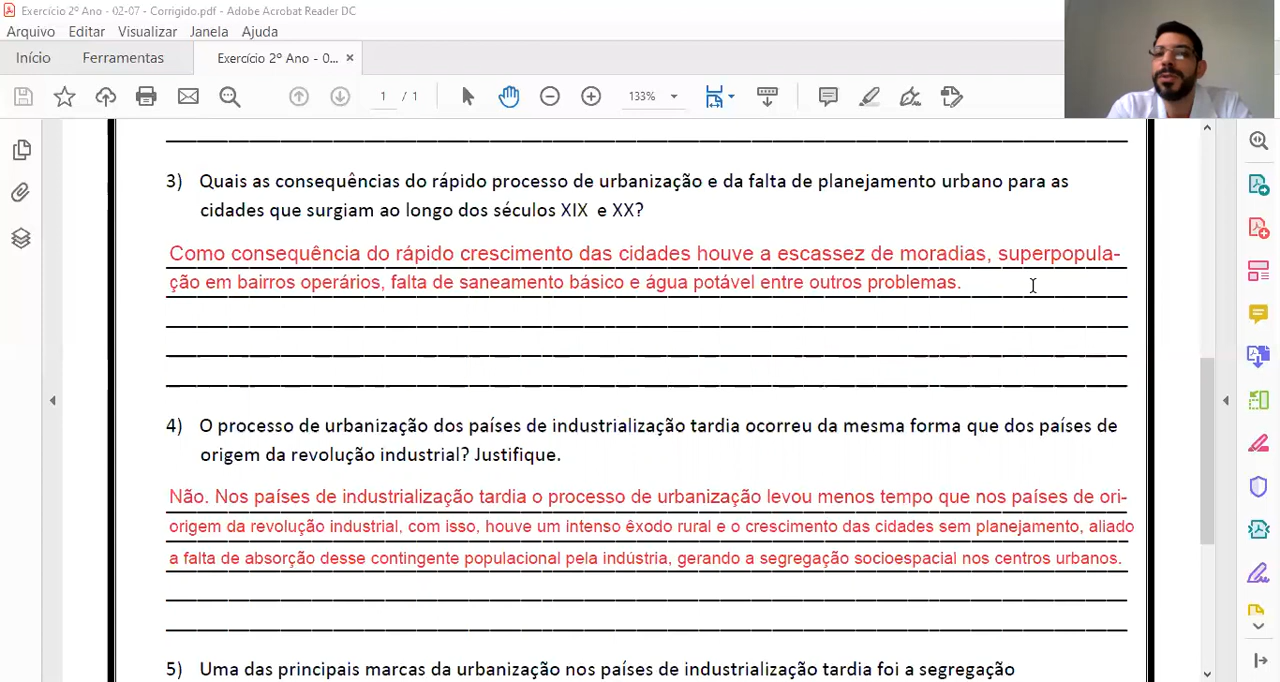 Exercício 2º Ano - 02-07 - Corrigido.pdf - Adobe Acrobat Reader DC
Arquivo Editar Visualizar Janela Ajuda
Início Ferramentas Exercício 2º Ano - 0... ×
1 / 1 133%
3) Quais as consequências do rápido processo de urbanização e da falta de planejamento urbano para as
cidades que surgiam ao longo dos séculos XIX e XX?
Como consequência do rápido crescimento das cidades houve a escassez de moradias, superpopula-
ção em bairros operários, falta de saneamento básico e água potável entre outros problemas.
4) O processo de urbanização dos países de industrialização tardia ocorreu da mesma forma que dos países de
origem da revolução industrial? Justifique.
Não. Nos países de industrialização tardia o processo de urbanização levou menos tempo que nos países de ori-
origem da revolução industrial, com isso, houve um intenso êxodo rural e o crescimento das cidades sem planejamento, aliado
a falta de absorção desse contingente populacional pela indústria, gerando a segregação socioespacial nos centros urbanos.
5) Uma das principais marcas da urbanização nos países de industrialização tardia foi a segregação